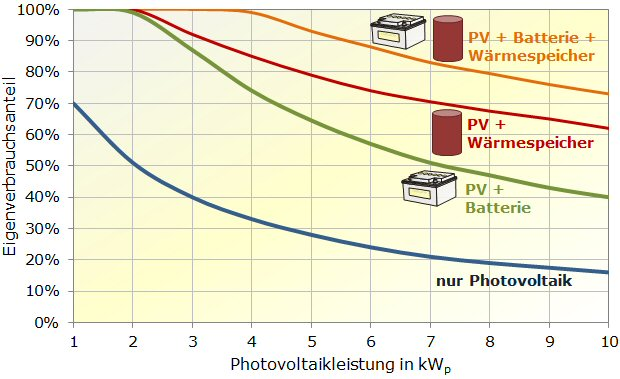 100%
90%
80%
70%
60%
50%
40%
30%
20%
10%
0%
Eigenverbrauchsanteil
PV + Batterie +
Wärmespeicher
PV +
Wärmespeicher
PV +
Batterie
nur Photovoltaik
1 2 3 4 5 6 7 8 9 10
Photovoltaikleistung in kWp